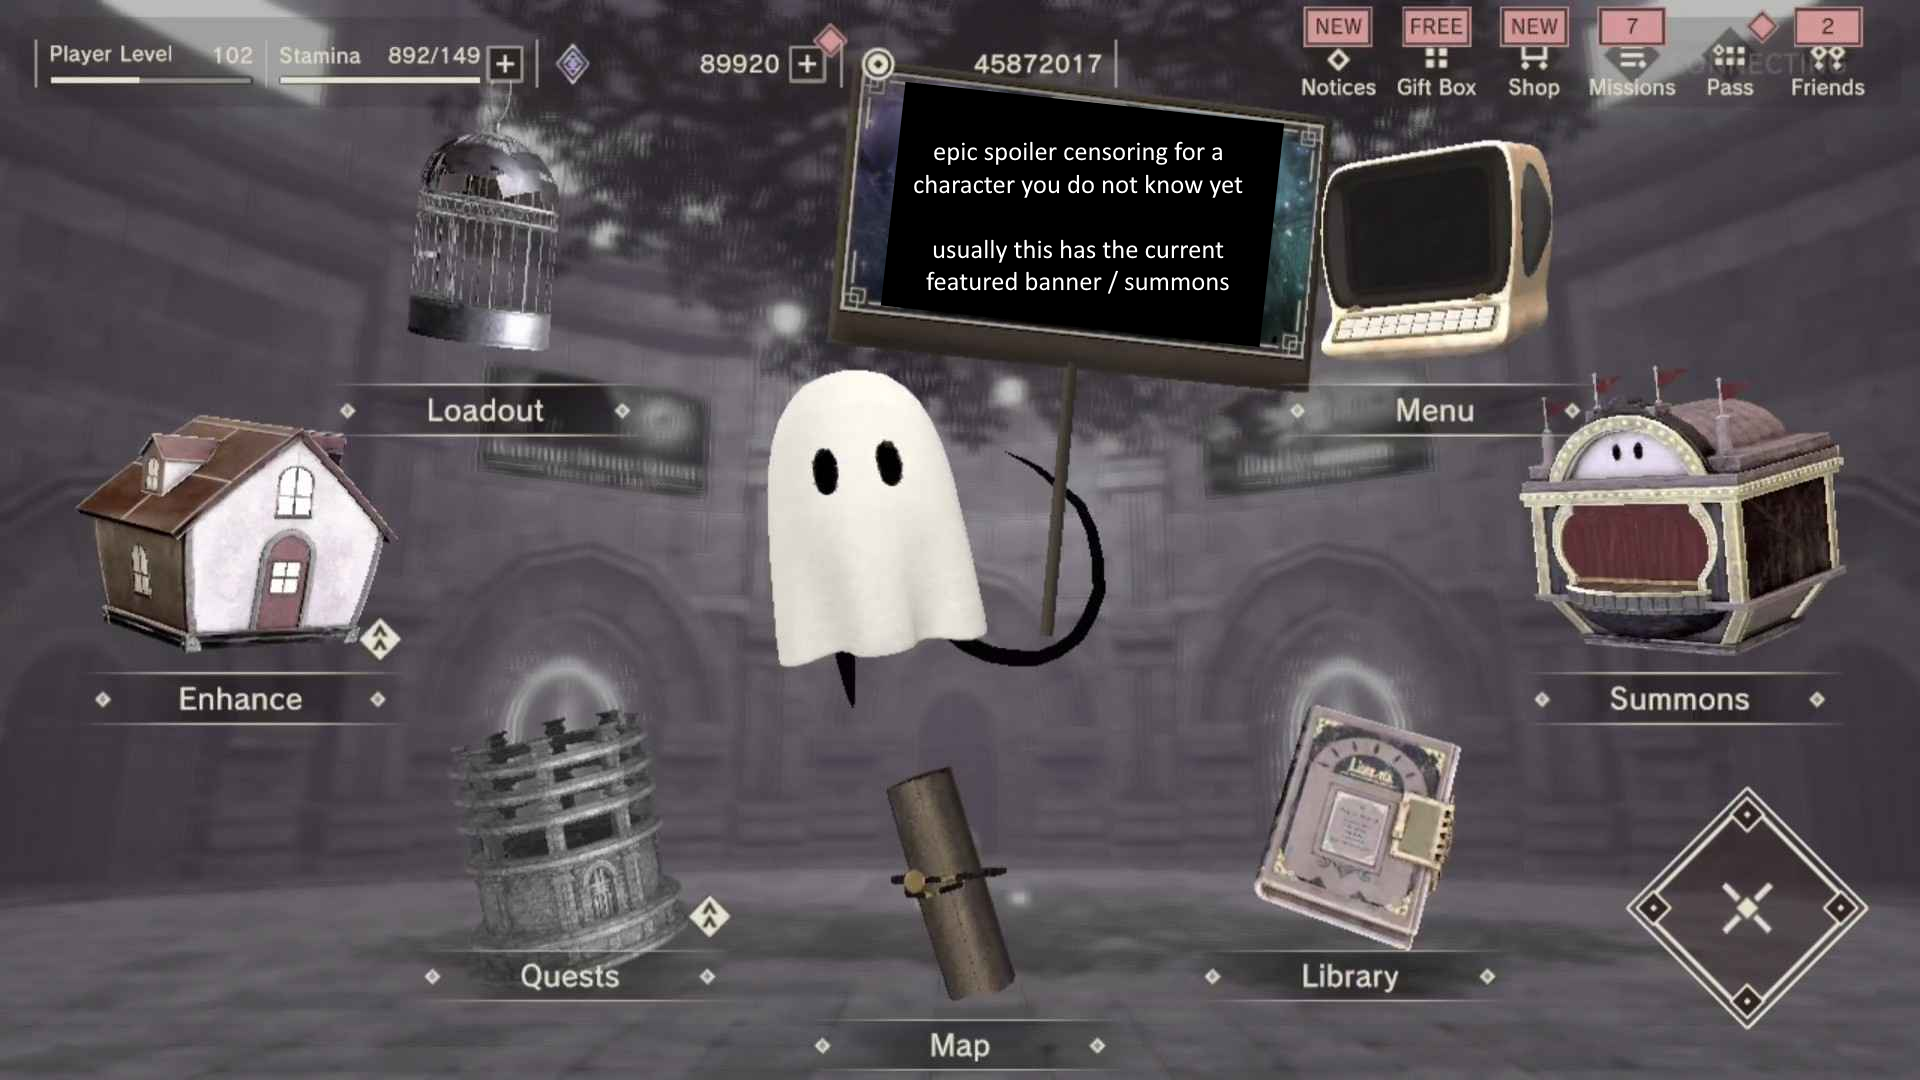 Player Level 102
Stamina 892/149
89920
45872017
NEW
FREE
NEW
7
2
Notices
Gift Box
Shop
Missions
Pass
Friends
epic spoiler censoring for a
character you do not know yet
usually this has the current
featured banner / summons
Loadout
Menu
Enhance
Summons
Quests
Library
Map